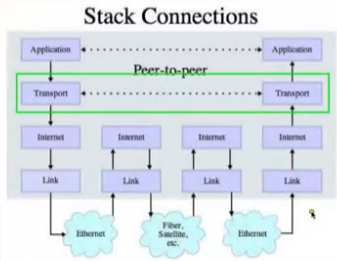 Stack Connections
Application
Application
Peer-to-peer
Transport
Transport
Internet
Internet
Internet
Internet
Link
Link
Link
Link
Ethernet
Fiber,
Satellite,
etc.
Ethernet